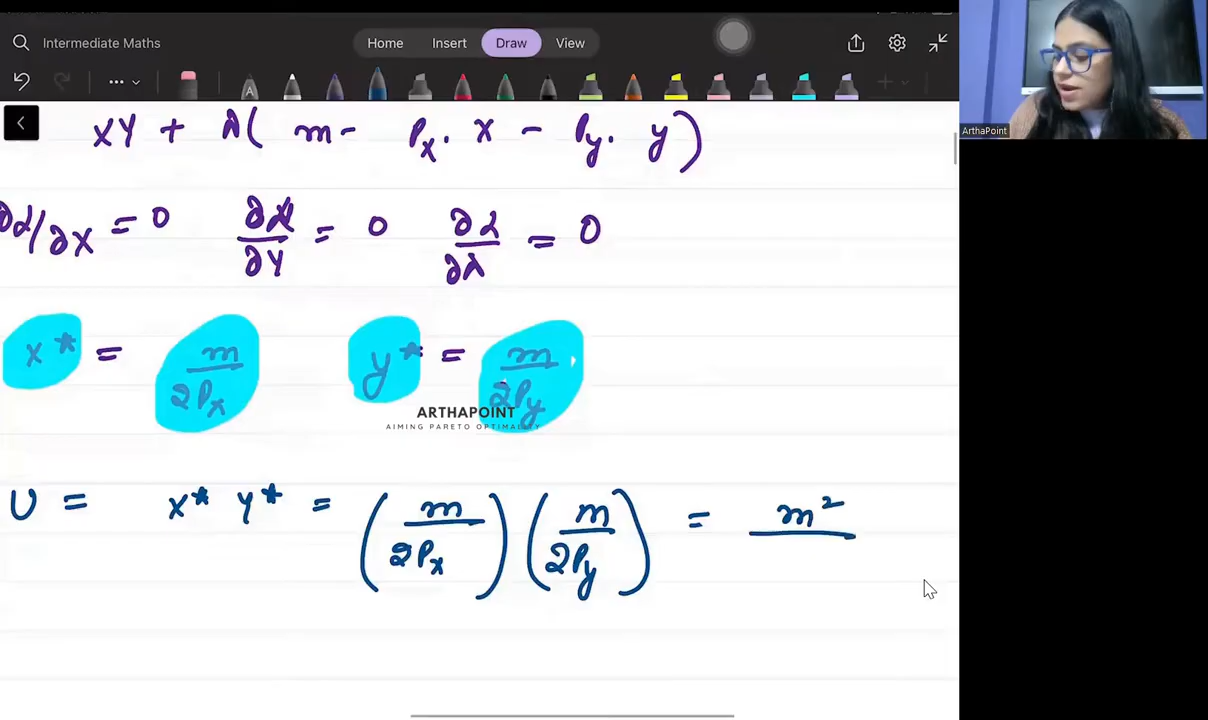 Intermediate Maths
Home Insert Draw View
XY + λ( m - Px. x - Py. y )
∂L/∂X = 0 ∂L/∂Y = 0 ∂L/∂λ = 0
x* = m/2Px y* = m/2Py
ARTHAPOINT
AIMING PARETO OPTIMALITY
U = x* y* = (m/2Px) (m/2Py) = m²
ArthaPoint